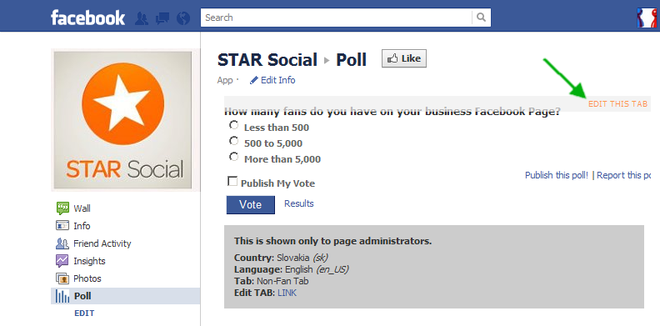 facebook
Search
STAR Social ▸ Poll
Like
App ·
Edit Info
EDIT THIS TAB
How many fans do you have on your business Facebook Page?
Less than 500
500 to 5,000
More than 5,000
Publish this poll! | Report this po
Publish My Vote
Vote
Results
This is shown only to page administrators.
Country: Slovakia (sk)
Language: English (en_US)
Tab: Non-Fan Tab
Edit TAB: LINK
STAR Social
Wall
Info
Friend Activity
Insights
Photos
Poll
EDIT